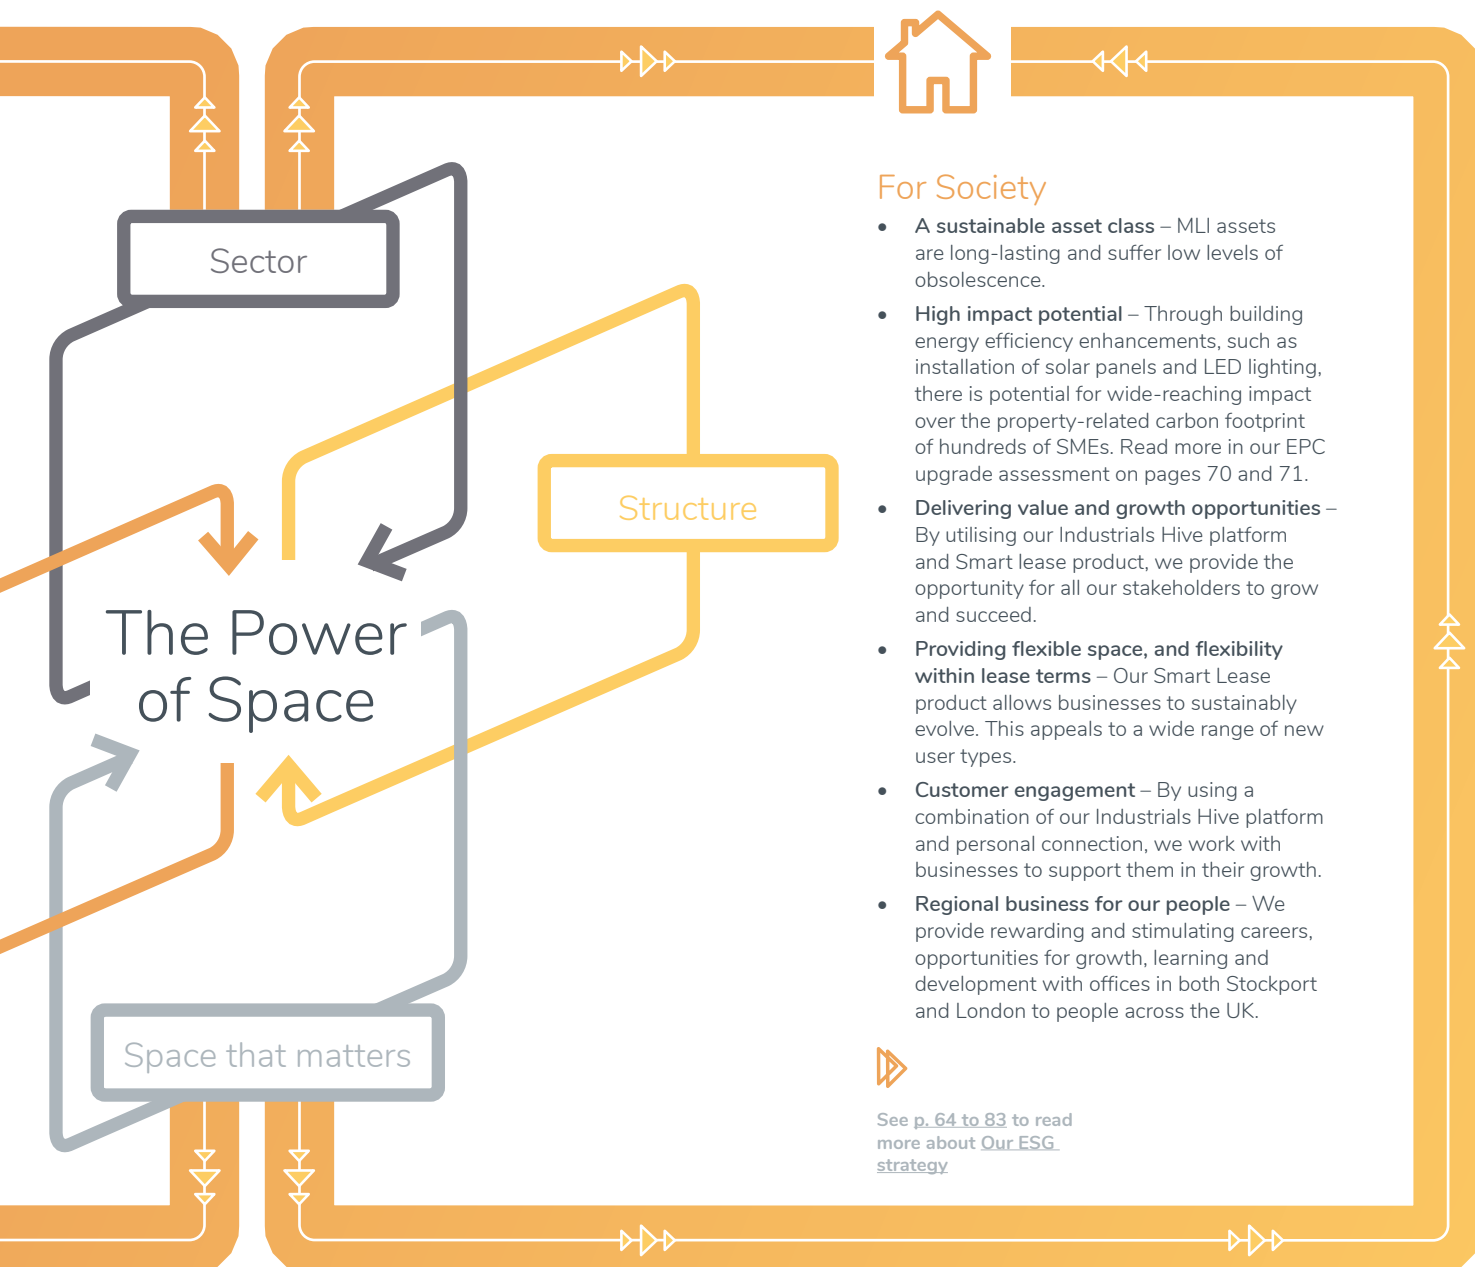 Sector
Structure
The Power
of Space
Space that matters
For Society
• A sustainable asset class – MLI assets
are long-lasting and suffer low levels of
obsolescence.
• High impact potential – Through building
energy efficiency enhancements, such as
installation of solar panels and LED lighting,
there is potential for wide-reaching impact
over the property-related carbon footprint
of hundreds of SMEs. Read more in our EPC
upgrade assessment on pages 70 and 71.
• Delivering value and growth opportunities –
By utilising our Industrials Hive platform
and Smart lease product, we provide the
opportunity for all our stakeholders to grow
and succeed.
• Providing flexible space, and flexibility
within lease terms – Our Smart Lease
product allows businesses to sustainably
evolve. This appeals to a wide range of new
user types.
• Customer engagement – By using a
combination of our Industrials Hive platform
and personal connection, we work with
businesses to support them in their growth.
• Regional business for our people – We
provide rewarding and stimulating careers,
opportunities for growth, learning and
development with offices in both Stockport
and London to people across the UK.
See p. 64 to 83 to read
more about Our ESG
strategy